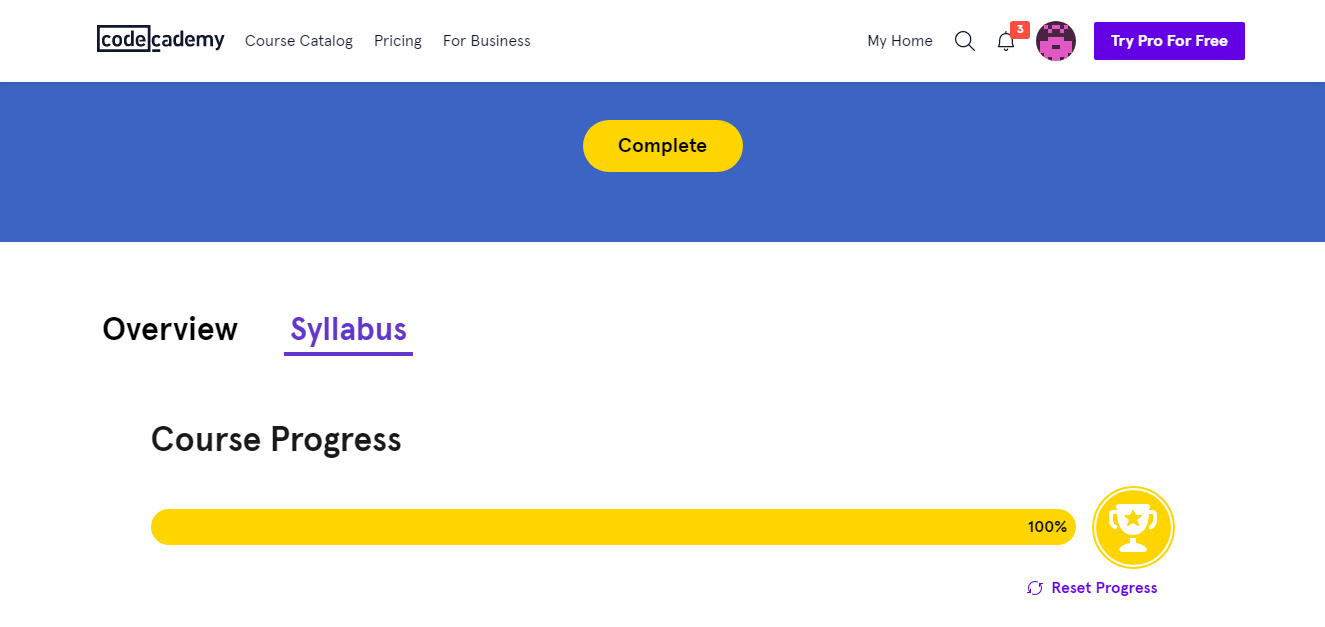 codecademy Course Catalog Pricing For Business My Home 3 Try Pro For Free
Complete
Overview Syllabus
Course Progress
100%
Reset Progress